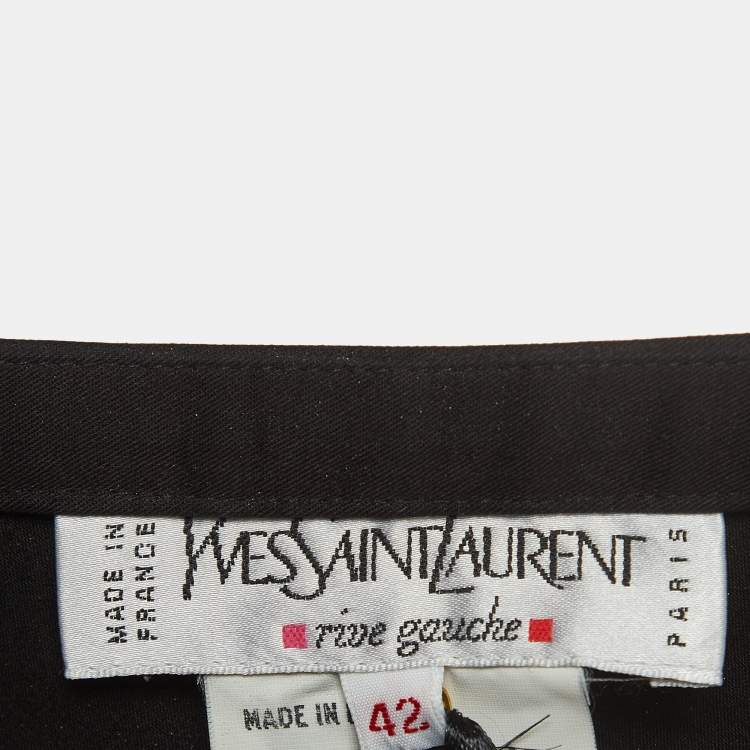 MADE IN
FRANCE
YVESSAINTLAURENT
rive gauche
PARIS
MADE IN
42